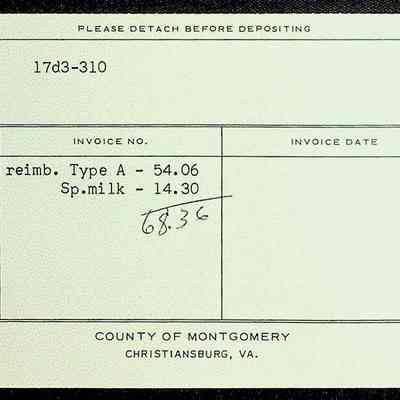 PLEASE DETACH BEFORE DEPOSITING
17d3-310
INVOICE NO.
INVOICE DATE
reimb. Type A - 54.06
Sp.milk - 14.30
68.36
COUNTY OF MONTGOMERY
CHRISTIANSBURG, VA.